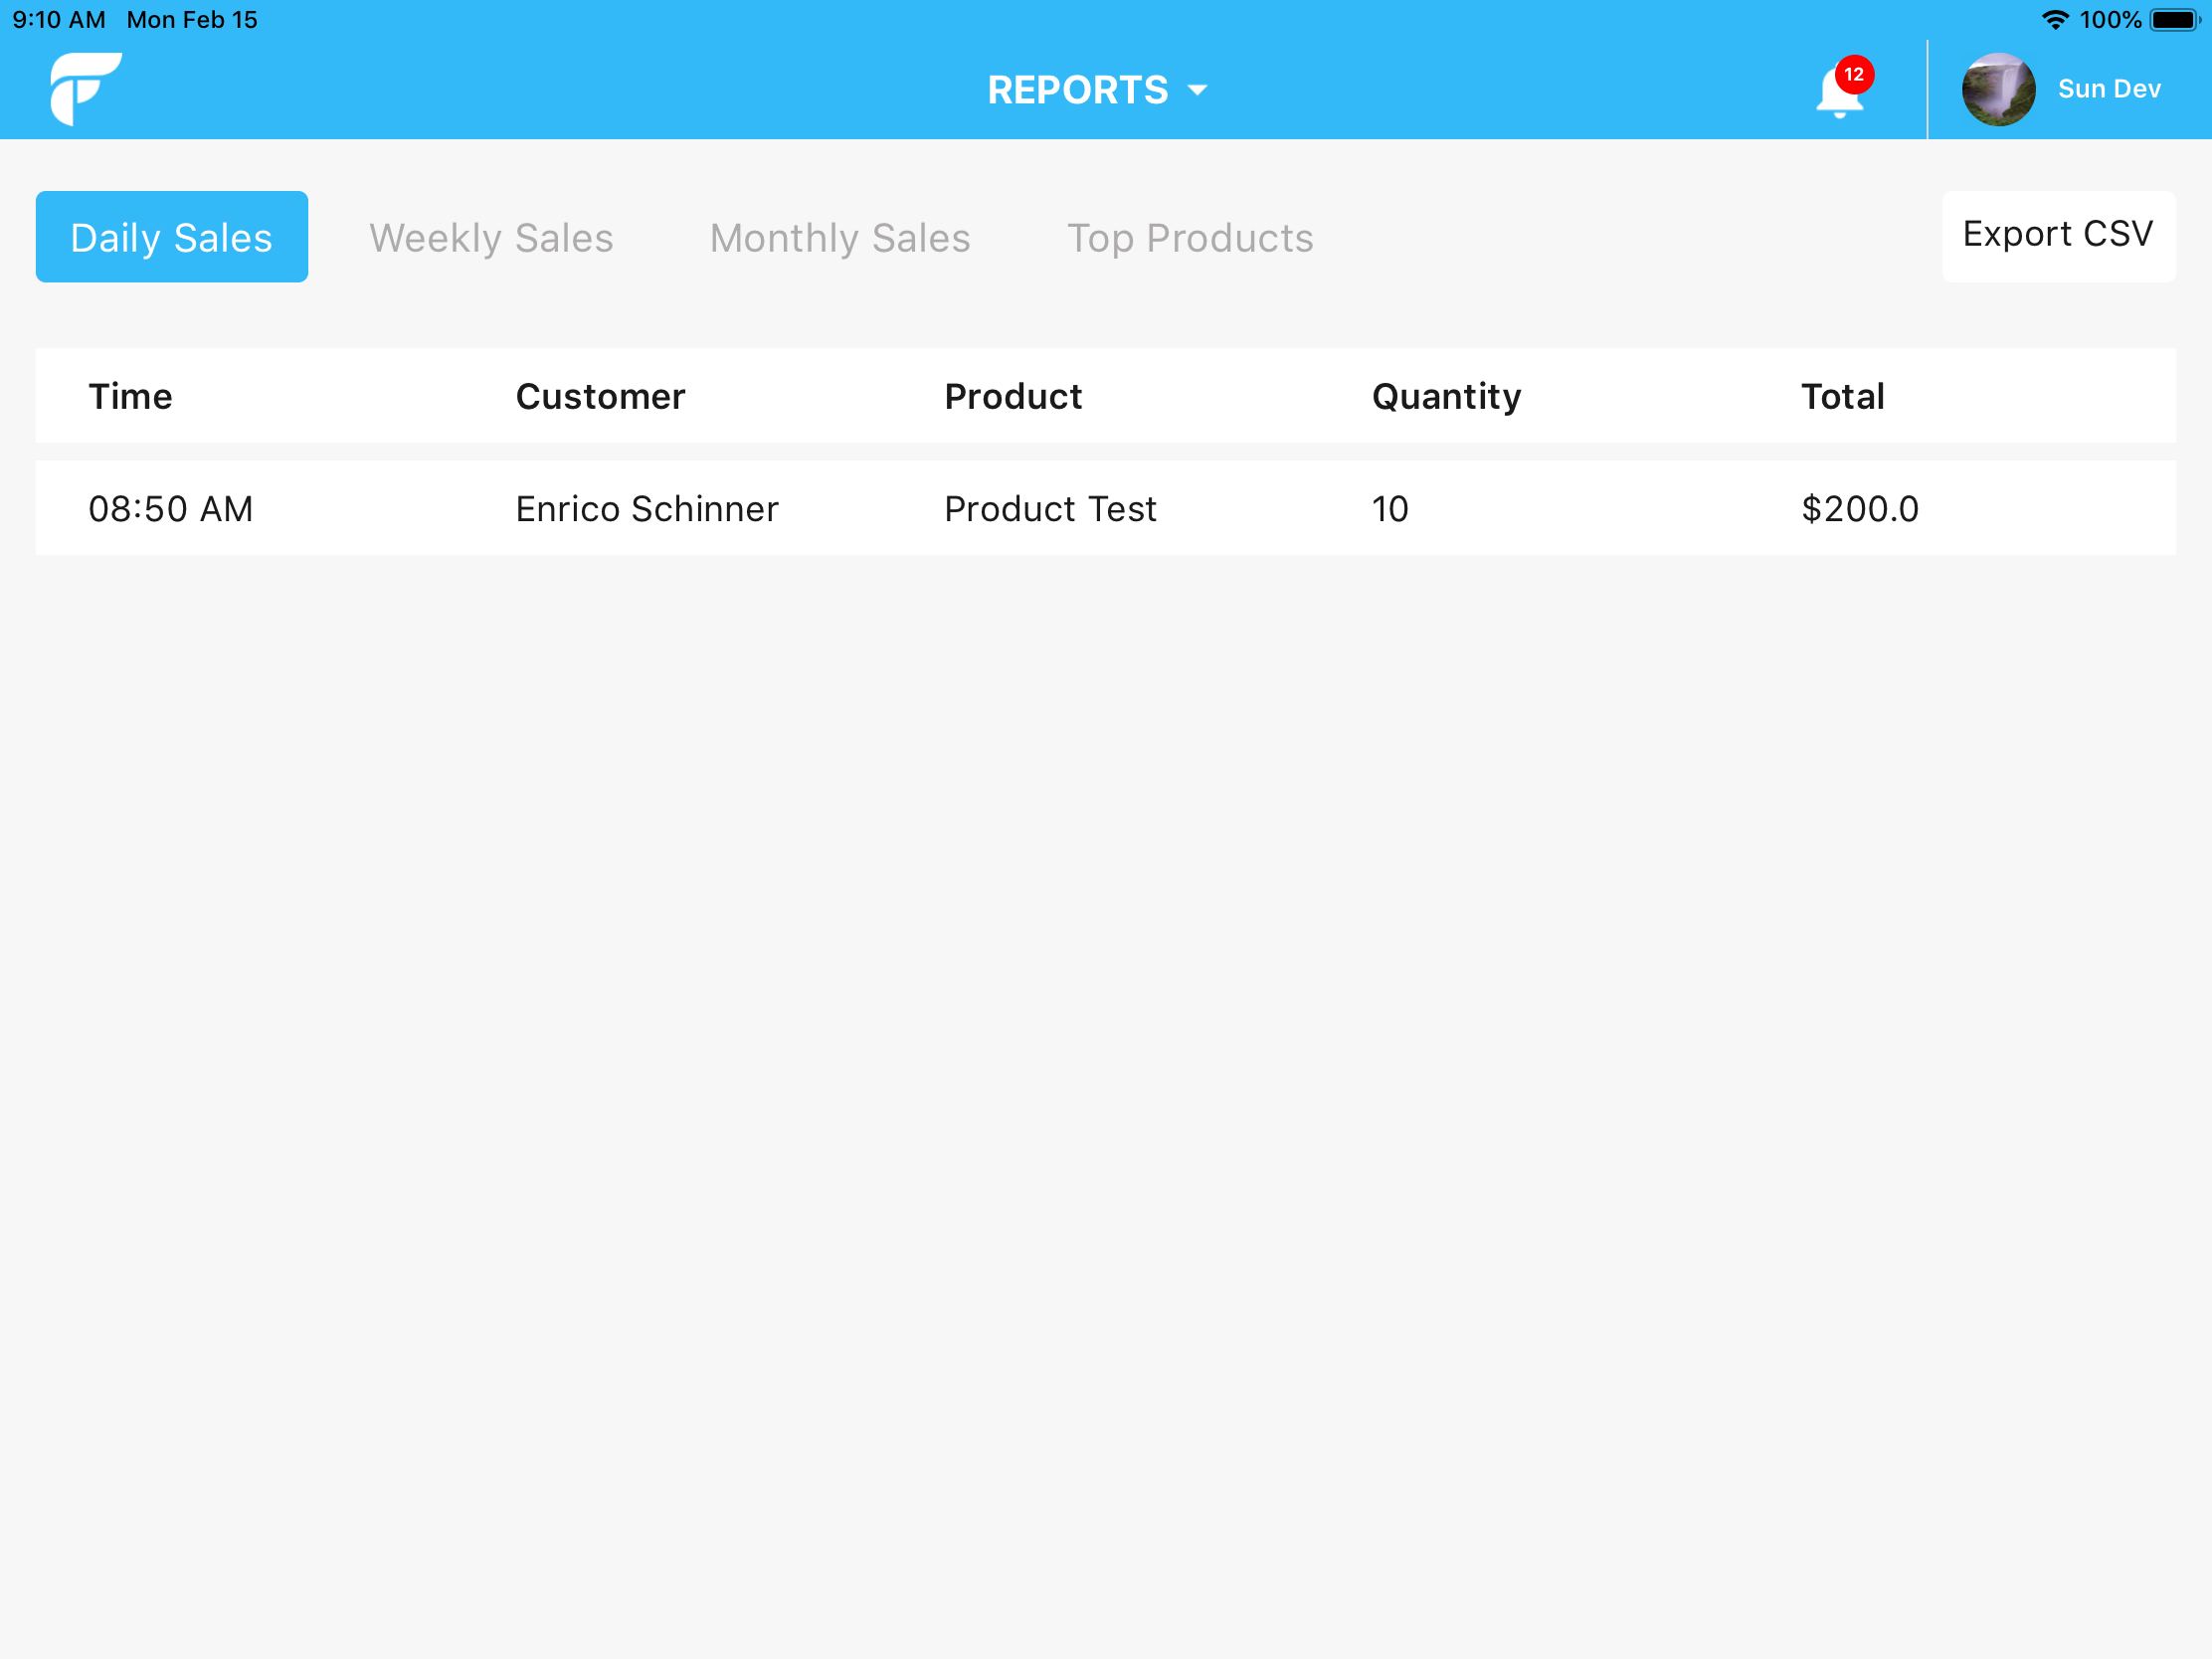 9:10 AM Mon Feb 15 100%
REPORTS 12 Sun Dev
Daily Sales Weekly Sales Monthly Sales Top Products Export CSV
Time Customer Product Quantity Total
08:50 AM Enrico Schinner Product Test 10 $200.0